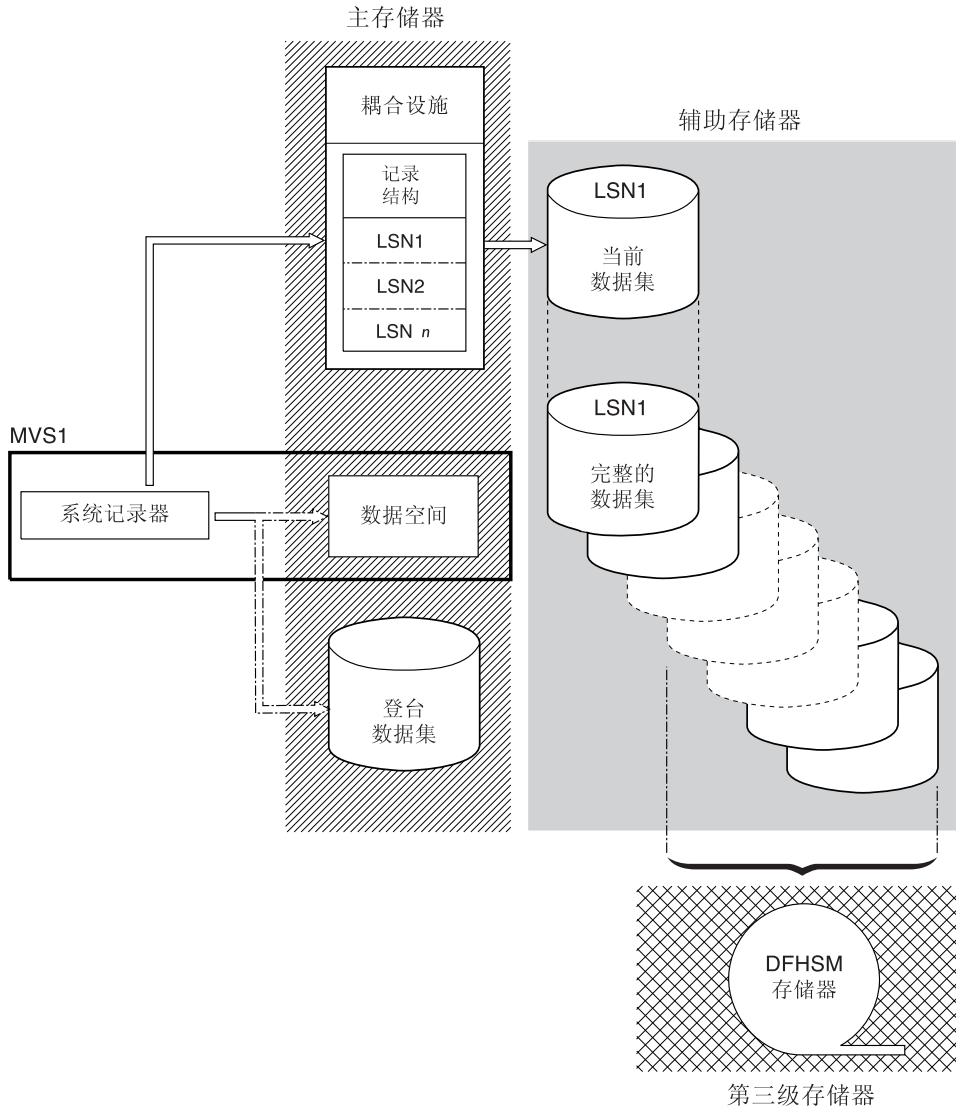 主存储器
耦合设施
记录
结构
LSN1
LSN2
LSN n
辅助存储器
LSN1
当前
数据集
LSN1
完整的
数据集
MVS1
系统记录器
数据空间
登台
数据集
DFHSM
存储器
第三级存储器